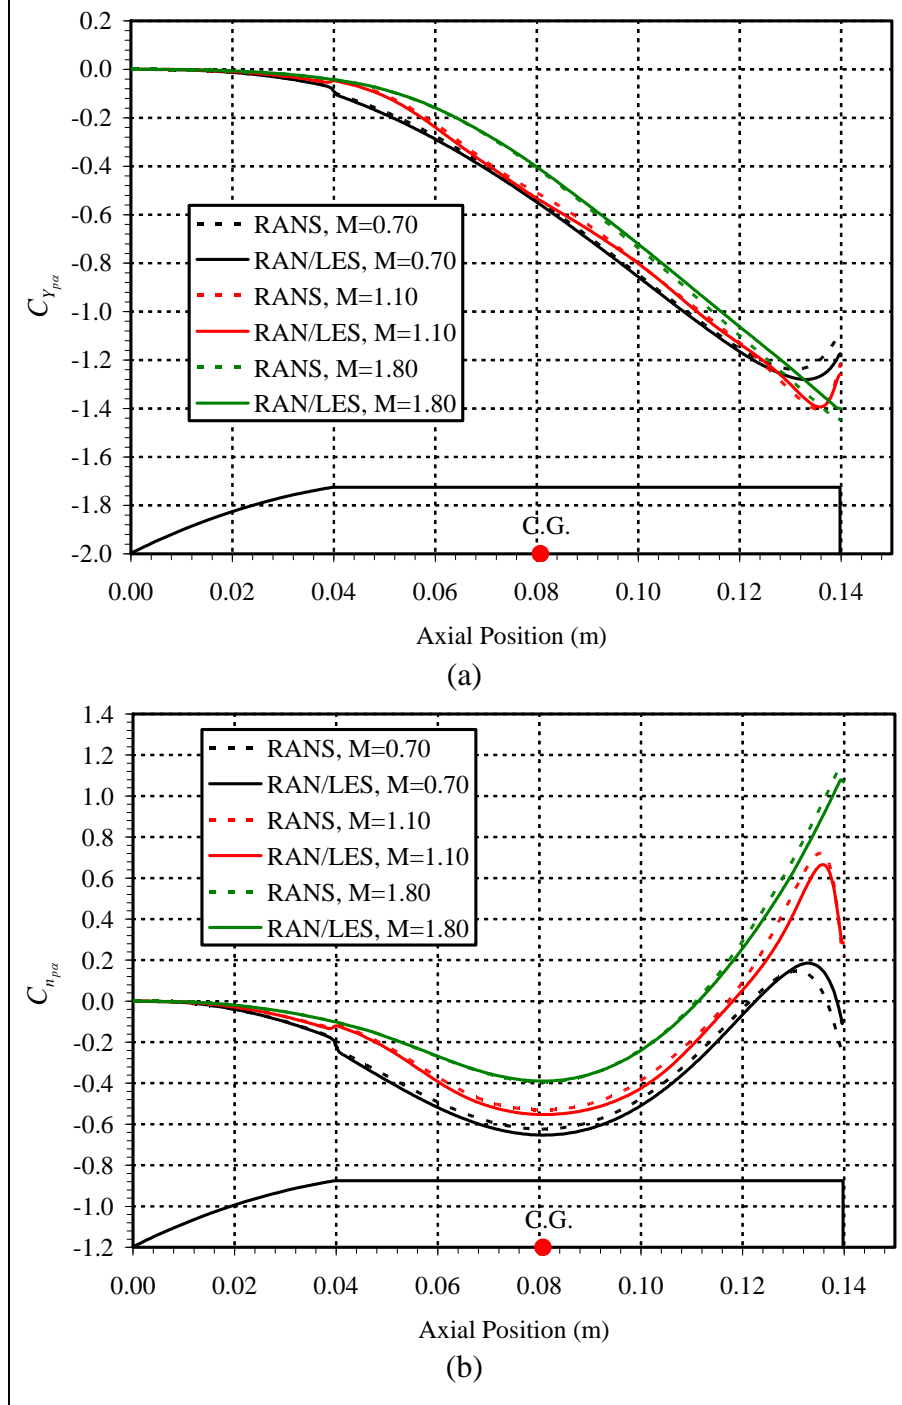 0.2
0.0
-0.2
-0.4
-0.6
-0.8
-1.0
-1.2
-1.4
-1.6
-1.8
-2.0
C_{Y_{pα}}
RANS, M=0.70
RAN/LES, M=0.70
RANS, M=1.10
RAN/LES, M=1.10
RANS, M=1.80
RAN/LES, M=1.80
C.G.
0.00 0.02 0.04 0.06 0.08 0.10 0.12 0.14
Axial Position (m)
(a)
1.4
1.2
1.0
0.8
0.6
0.4
0.2
0.0
-0.2
-0.4
-0.6
-0.8
-1.0
-1.2
C_{n_{pα}}
RANS, M=0.70
RAN/LES, M=0.70
RANS, M=1.10
RAN/LES, M=1.10
RANS, M=1.80
RAN/LES, M=1.80
C.G.
0.00 0.02 0.04 0.06 0.08 0.10 0.12 0.14
Axial Position (m)
(b)